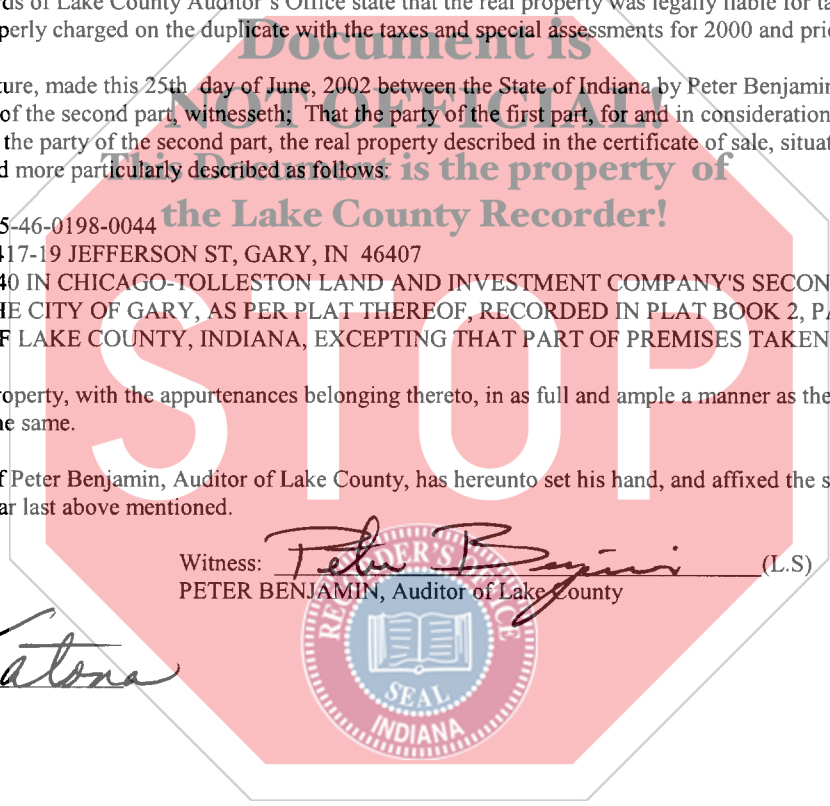 ds of Lake County Auditor's Office state that the real property was legally liable for ta
perly charged on the duplicate with the taxes and special assessments for 2000 and pri
Document is
ture, made this 25th day of June, 2002 between the State of Indiana by Peter Benjamin
NOT OFFICIAL!
of the second part, witnesseth; That the party of the first part, for and in consideration
the party of the second part, the real property described in the certificate of sale, situat
This Document is the property of
d more particularly described as follows:
the Lake County Recorder!
5-46-0198-0044
417-19 JEFFERSON ST, GARY, IN 46407
40 IN CHICAGO-TOLLESTON LAND AND INVESTMENT COMPANY'S SECON
HE CITY OF GARY, AS PER PLAT THEREOF, RECORDED IN PLAT BOOK 2, PA
F LAKE COUNTY, INDIANA, EXCEPTING THAT PART OF PREMISES TAKEN
STOP
operty, with the appurtenances belonging thereto, in as full and ample a manner as the
he same.
f Peter Benjamin, Auditor of Lake County, has hereunto set his hand, and affixed the s
ar last above mentioned.
Witness: Peter Benjamin (L.S)
PETER BENJAMIN, Auditor of Lake County
RECORDER'S OFFICE
SEAL
INDIANA
atona